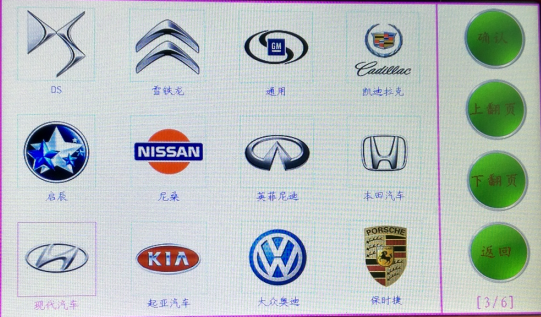 GM
Cadillac
DS
雪铁龙
通用
凯迪拉克
确认
上翻页
NISSAN
启辰
尼桑
英菲尼迪
本田汽车
下翻页
KIA
PORSCHE
现代汽车
起亚汽车
大众奥迪
保时捷
返回
[3/6]